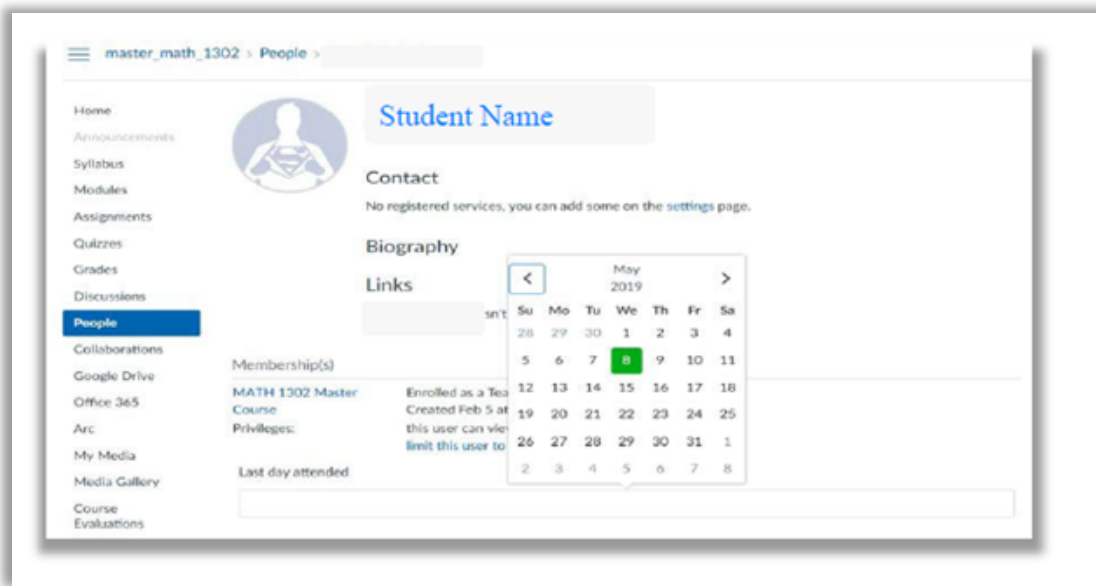 master_math_1302 > People >
Home
Announcements
Syllabus
Modules
Assignments
Quizzes
Grades
Discussions
People
Collaborations
Google Drive
Office 365
Arc
My Media
Media Gallery
Course
Evaluations
Student Name
Contact
No registered services, you can add some on the settings page.
Biography
Links
sn't
Membership(s)
MATH 1302 Master
Course
Privileges:
Enrolled as a Tea
Created Feb 5 at
this user can vie
limit this user to
Last day attended
< May >
2019
Su Mo Tu We Th Fr Sa
28 29 30 1 2 3 4
5 6 7 8 9 10 11
12 13 14 15 16 17 18
19 20 21 22 23 24 25
26 27 28 29 30 31 1
2 3 4 5 6 7 8